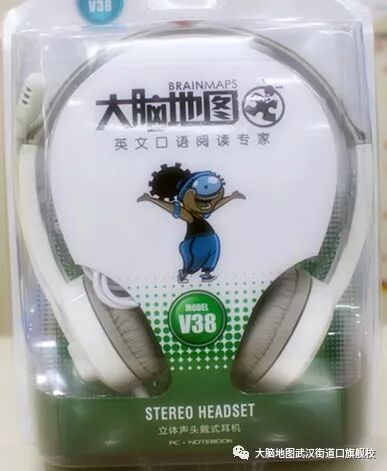 V38
BRAINMAPS
大脑地图
英文口语阅读专家
MODEL
V38
STEREO HEADSET
立体声头戴式耳机
PC • NOTEBOOK
大脑地图武汉街道口旗舰校